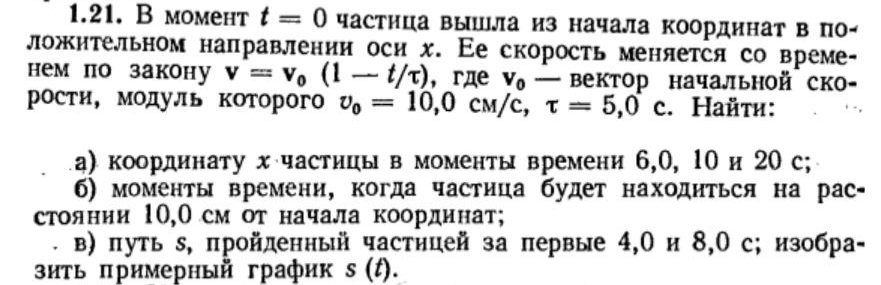 1.21. В момент t = 0 частица вышла из начала координат в по-
ложительном направлении оси x. Ее скорость меняется со време-
нем по закону v = v₀ (1 — t/τ), где v₀ — вектор начальной ско-
рости, модуль которого v₀ = 10,0 см/с, τ = 5,0 с. Найти:
а) координату x частицы в моменты времени 6,0, 10 и 20 с;
б) моменты времени, когда частица будет находиться на рас-
стоянии 10,0 см от начала координат;
в) путь s, пройденный частицей за первые 4,0 и 8,0 с; изобра-
зить примерный график s (t).